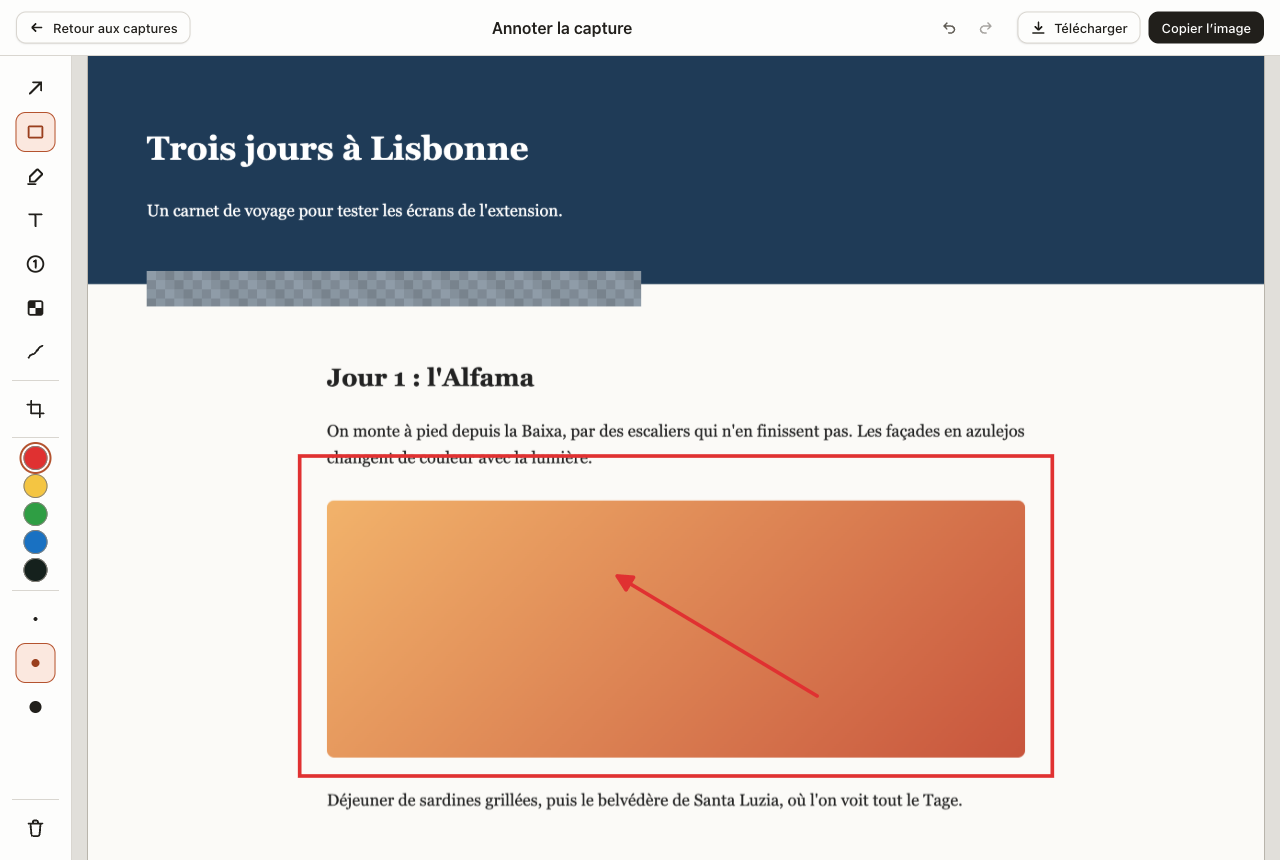 Retour aux captures
Annoter la capture
Télécharger
Copier l'image
Trois jours à Lisbonne
Un carnet de voyage pour tester les écrans de l'extension.
Jour 1 : l'Alfama
On monte à pied depuis la Baixa, par des escaliers qui n'en finissent pas. Les façades en azulejos
changent de couleur avec la lumière.
Déjeuner de sardines grillées, puis le belvédère de Santa Luzia, où l'on voit tout le Tage.